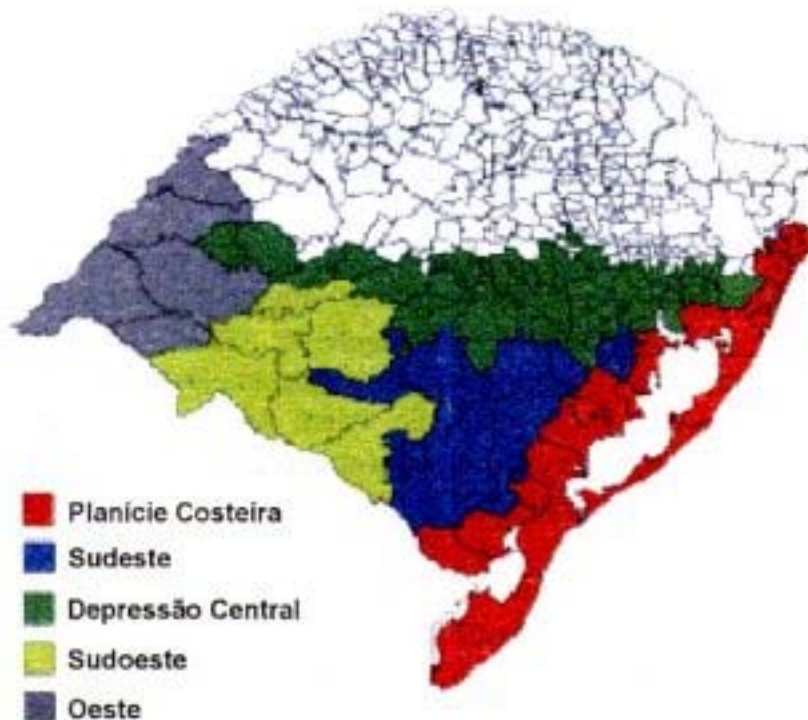 Planície Costeira
Sudeste
Depressão Central
Sudoeste
Oeste